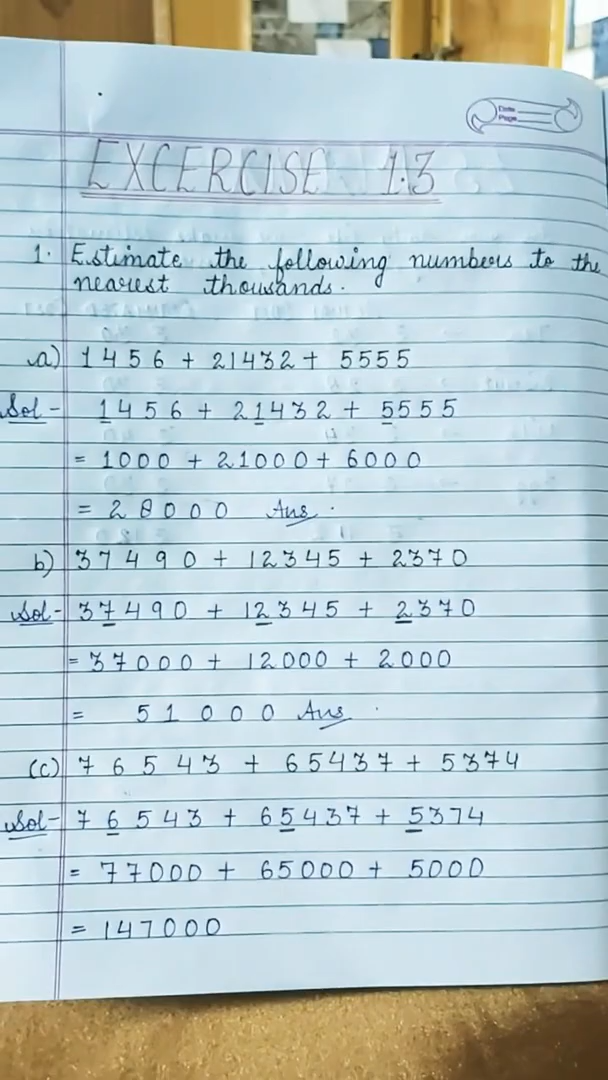 Date
Page
EXCERCISE 1.3
1. Estimate the following numbers to the
nearest thousands.
a) 1456 + 21432 + 5555
Sol- 1456 + 21432 + 5555
= 1000 + 21000 + 6000
= 28000 Ans.
b) 37490 + 12345 + 2370
Sol- 37490 + 12345 + 2370
= 37000 + 12000 + 2000
= 51000 Ans.
(c) 76543 + 65437 + 5374
Sol- 76543 + 65437 + 5374
= 77000 + 65000 + 5000
= 147000